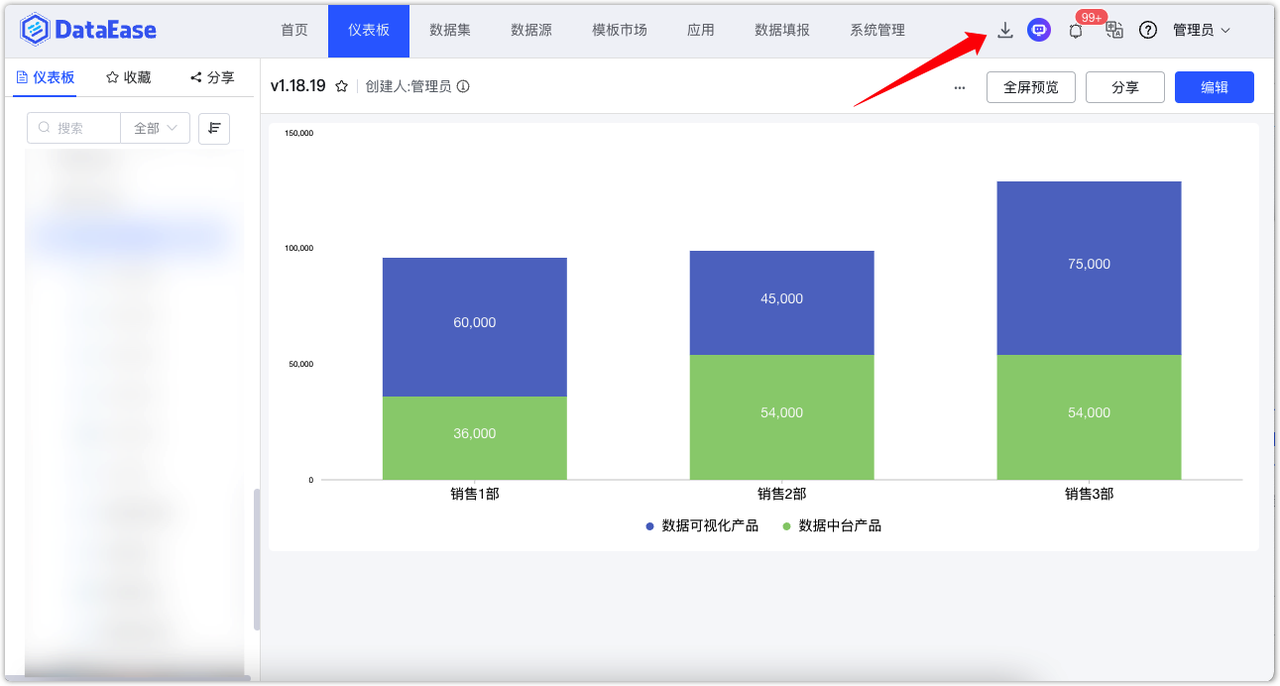 DataEase
首页 仪表板 数据集 数据源 模板市场 应用 数据填报 系统管理 99+ 管理员
仪表板 收藏 分享
v1.18.19 创建人:管理员 ... 全屏预览 分享 编辑
搜索 全部
150,000
100,000
50,000
0
60,000
36,000
45,000
54,000
75,000
54,000
销售1部 销售2部 销售3部
数据可视化产品 数据中台产品